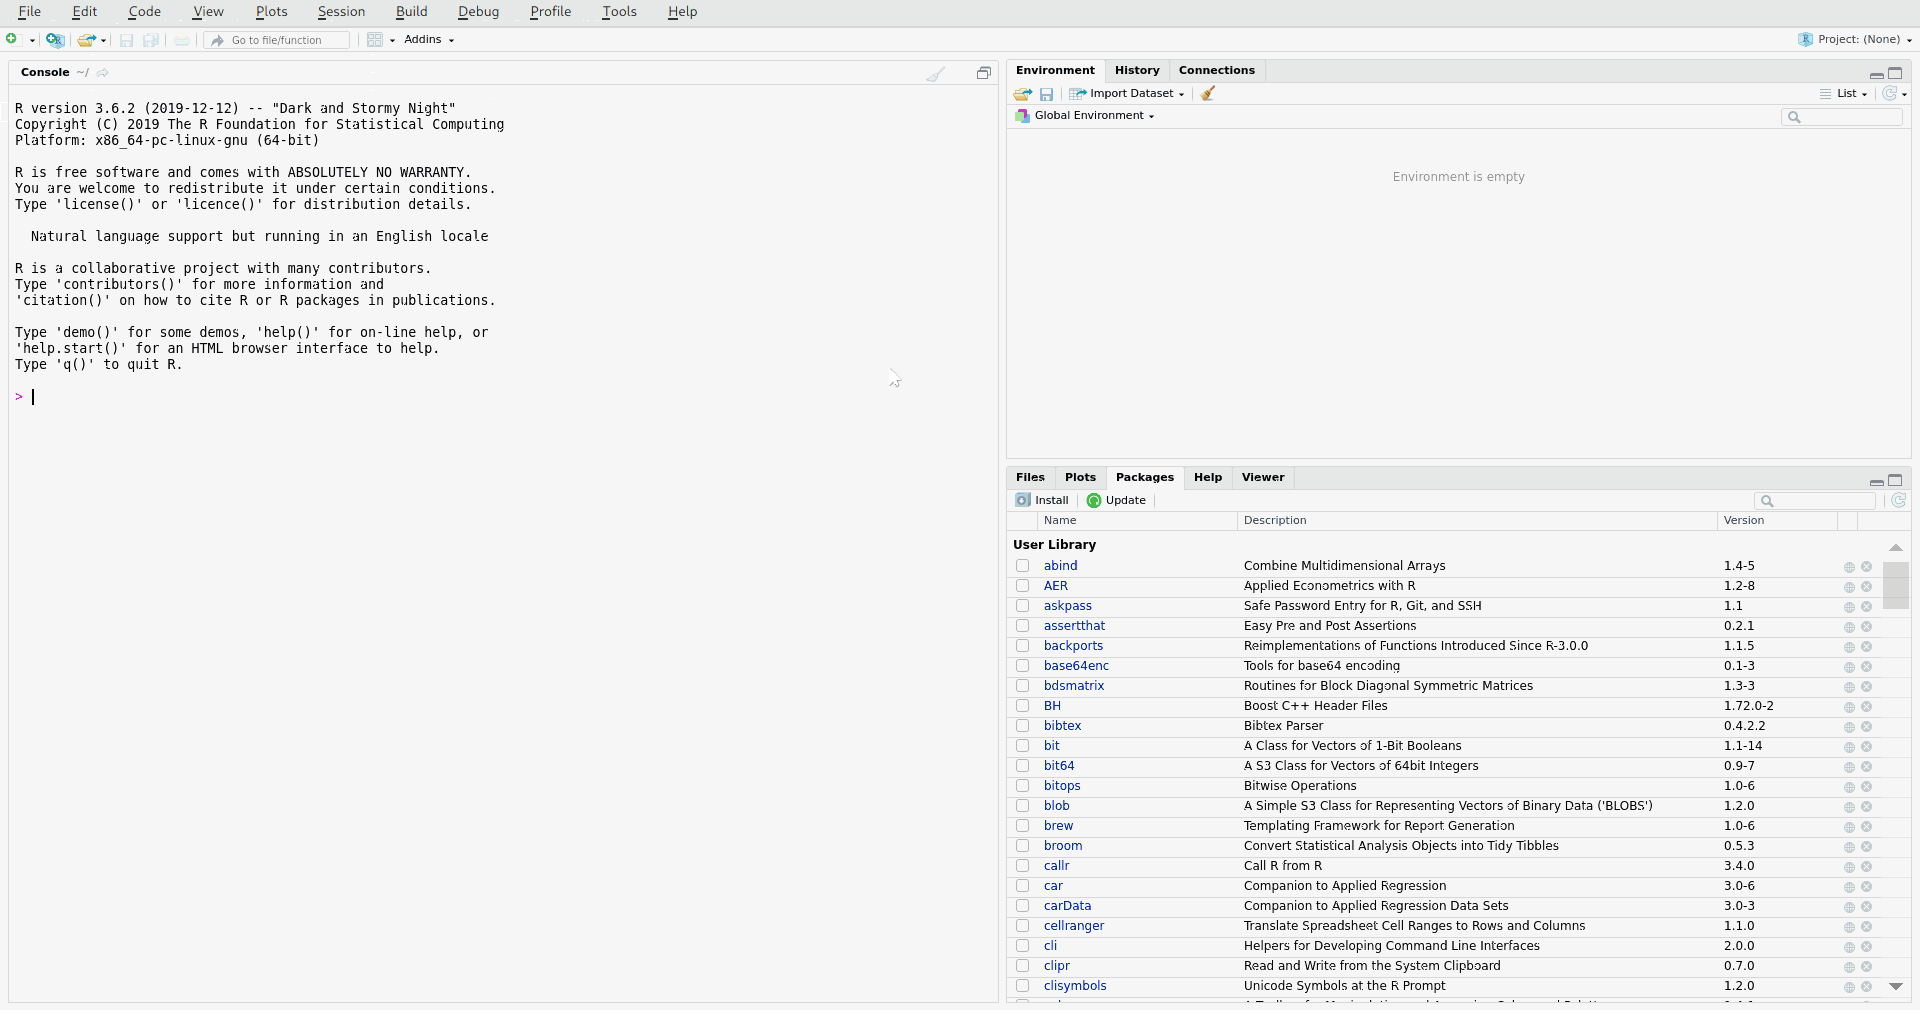 File Edit Code View Plots Session Build Debug Profile Tools Help
Go to file/function Addins Project: (None)
Console ~/
R version 3.6.2 (2019-12-12) -- "Dark and Stormy Night"
Copyright (C) 2019 The R Foundation for Statistical Computing
Platform: x86_64-pc-linux-gnu (64-bit)
R is free software and comes with ABSOLUTELY NO WARRANTY.
You are welcome to redistribute it under certain conditions.
Type 'license()' or 'licence()' for distribution details.
Natural language support but running in an English locale
R is a collaborative project with many contributors.
Type 'contributors()' for more information and
'citation()' on how to cite R or R packages in publications.
Type 'demo()' for some demos, 'help()' for on-line help, or
'help.start()' for an HTML browser interface to help.
Type 'q()' to quit R.
>
Environment History Connections
Import Dataset List
Global Environment
Environment is empty
Files Plots Packages Help Viewer
Install Update
Name Description Version
User Library
abind Combine Multidimensional Arrays 1.4-5
AER Applied Econometrics with R 1.2-8
askpass Safe Password Entry for R, Git, and SSH 1.1
assertthat Easy Pre and Post Assertions 0.2.1
backports Reimplementations of Functions Introduced Since R-3.0.0 1.1.5
base64enc Tools for base64 encoding 0.1-3
bdsmatrix Routines for Block Diagonal Symmetric Matrices 1.3-3
BH Boost C++ Header Files 1.72.0-2
bibtex Bibtex Parser 0.4.2.2
bit A Class for Vectors of 1-Bit Booleans 1.1-14
bit64 A S3 Class for Vectors of 64bit Integers 0.9-7
bitops Bitwise Operations 1.0-6
blob A Simple S3 Class for Representing Vectors of Binary Data ('BLOBS') 1.2.0
brew Templating Framework for Report Generation 1.0-6
broom Convert Statistical Analysis Objects into Tidy Tibbles 0.5.3
callr Call R from R 3.4.0
car Companion to Applied Regression 3.0-6
carData Companion to Applied Regression Data Sets 3.0-3
cellranger Translate Spreadsheet Cell Ranges to Rows and Columns 1.1.0
cli Helpers for Developing Command Line Interfaces 2.0.0
clipr Read and Write from the System Clipboard 0.7.0
clisymbols Unicode Symbols at the R Prompt 1.2.0